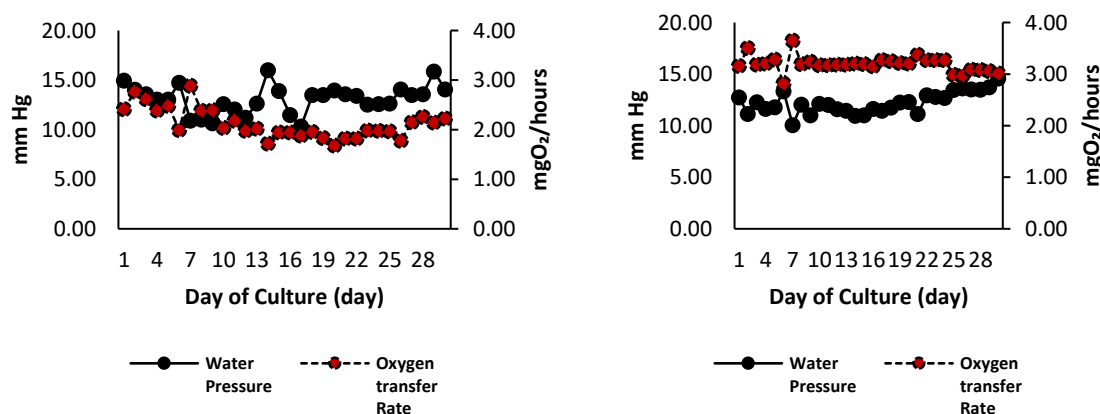 20.00
15.00
10.00
5.00
0.00
mm Hg
4.00
3.00
2.00
1.00
0.00
mgO₂/hours
1 4 7 10 13 16 19 22 25 28
Day of Culture (day)
Water
Pressure
Oxygen
transfer
Rate
20.00
15.00
10.00
5.00
0.00
mm Hg
4.00
3.00
2.00
1.00
0.00
mgO₂/hours
1 4 7 10 13 16 19 22 25 28
Day of Culture (day)
Water
Pressure
Oxygen
transfer
Rate